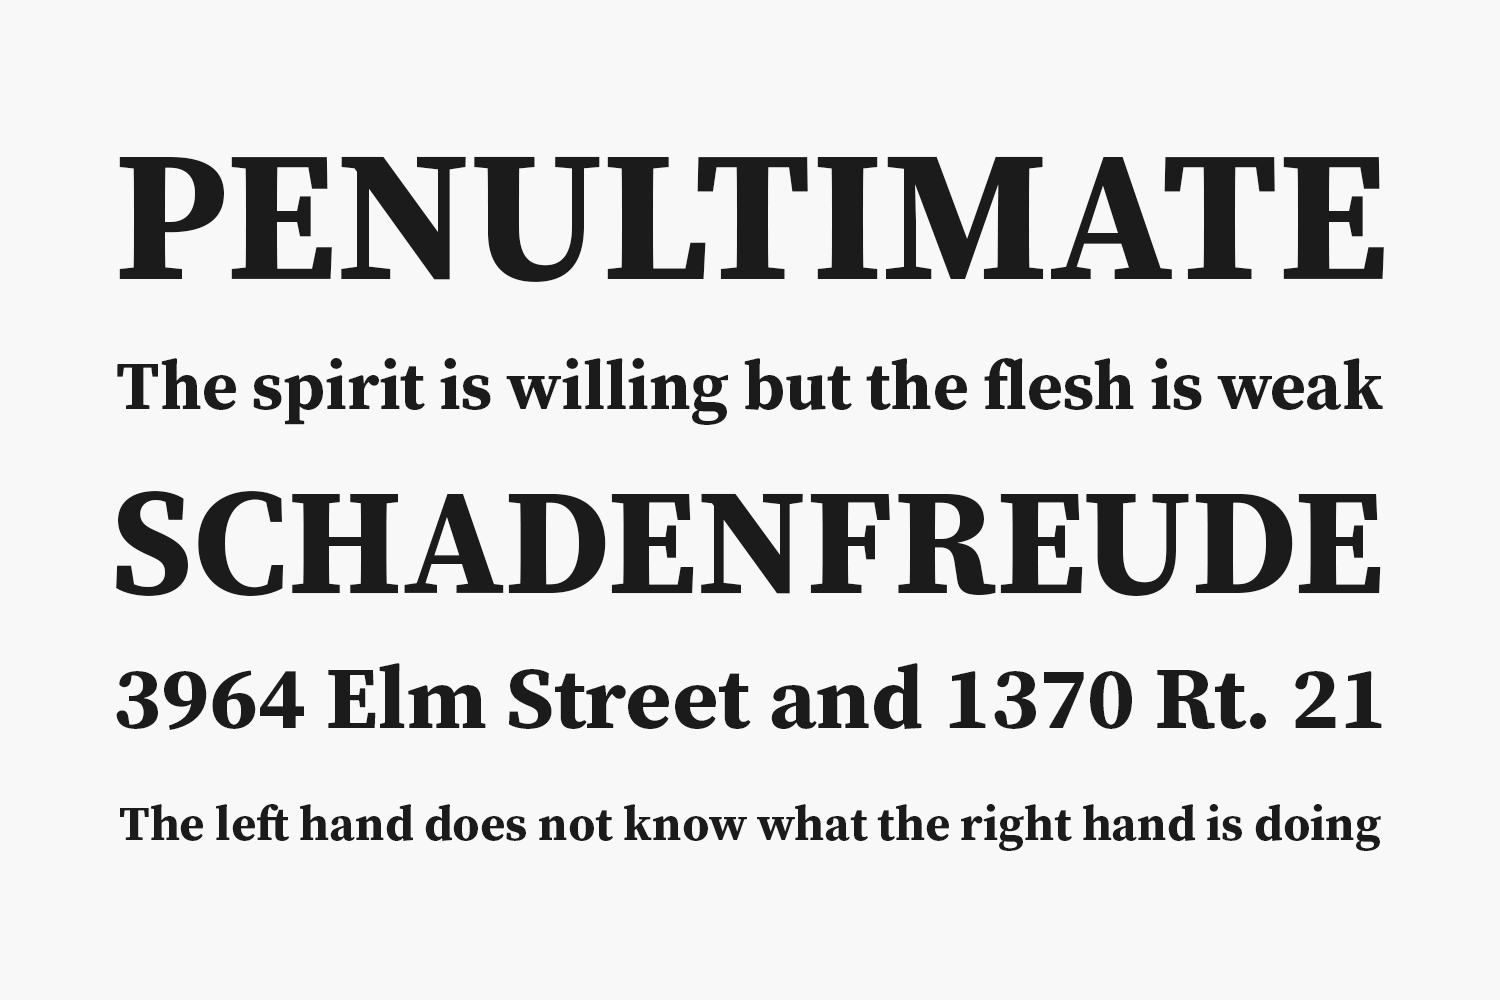 PENULTIMATE
The spirit is willing but the flesh is weak
SCHADENFREUDE
3964 Elm Street and 1370 Rt. 21
The left hand does not know what the right hand is doing